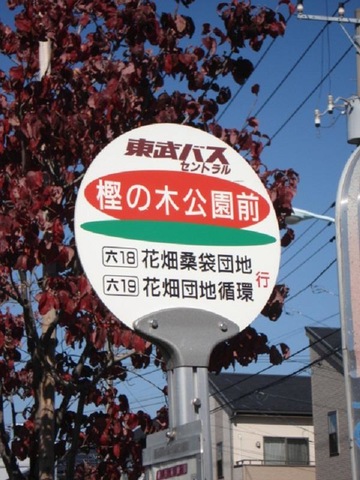 東武バス
セントラル
樫の木公園前
六18 花畑桑袋団地
六19 花畑団地循環
行